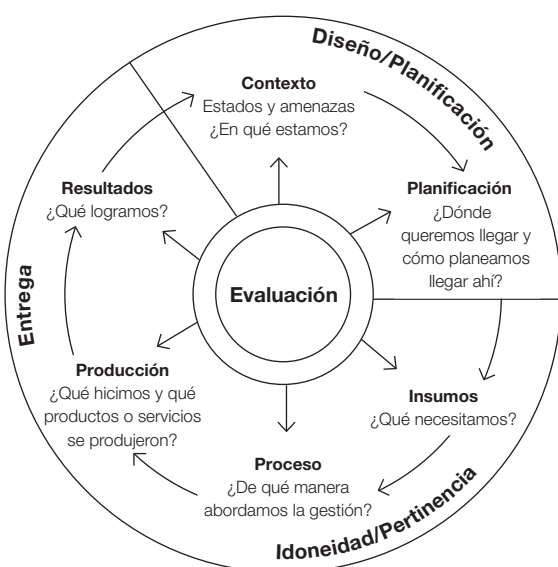 Diseño/Planificación
Contexto
Estados y amenazas
¿En qué estamos?
Planificación
¿Dónde
queremos llegar y
cómo planeamos
llegar ahí?
Insumos
¿Qué necesitamos?
Idoneidad/Pertinencia
Proceso
¿De qué manera
abordamos la gestión?
Producción
¿Qué hicimos y qué
productos o servicios
se produjeron?
Entrega
Resultados
¿Qué logramos?
Evaluación